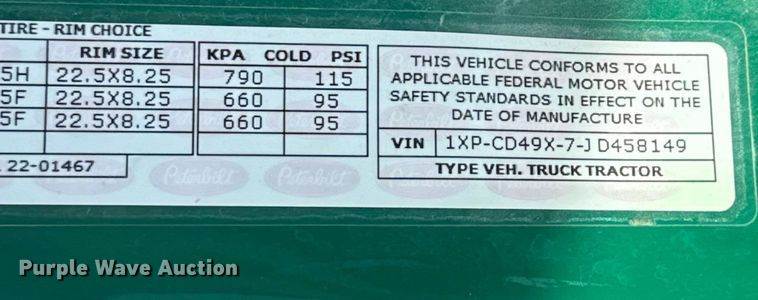 TIRE - RIM CHOICE
RIM SIZE KPA COLD PSI
5H 22.5X8.25 790 115
5F 22.5X8.25 660 95
5F 22.5X8.25 660 95
22-01467
THIS VEHICLE CONFORMS TO ALL
APPLICABLE FEDERAL MOTOR VEHICLE
SAFETY STANDARDS IN EFFECT ON THE
DATE OF MANUFACTURE
VIN 1XP-CD49X-7-J D458149
TYPE VEH. TRUCK TRACTOR
Peterbilt Peterbilt
Purple Wave Auction